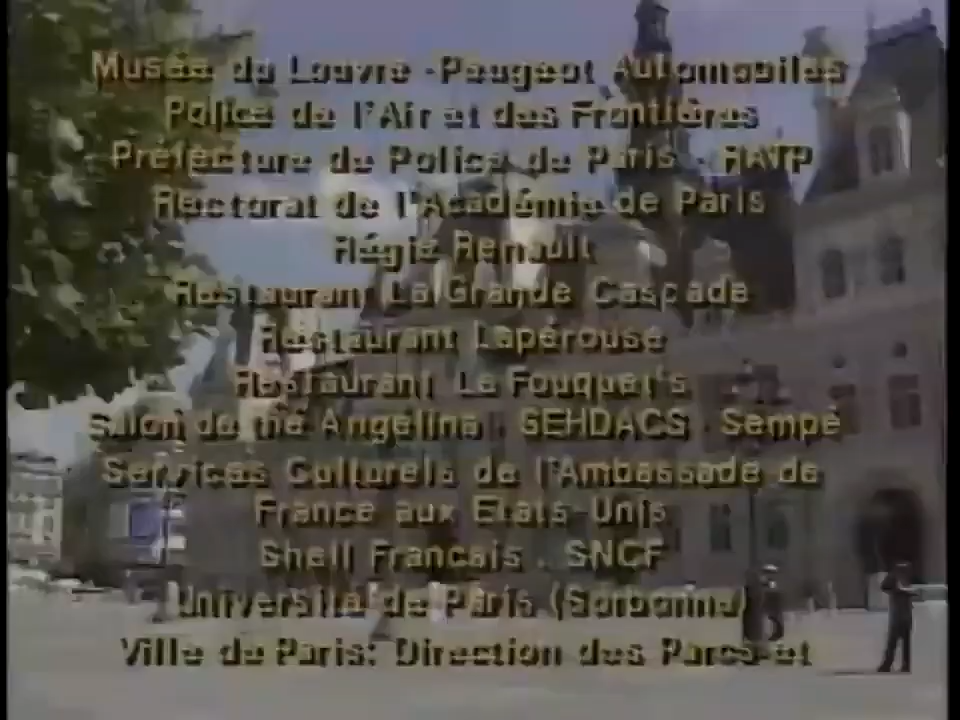 Musée du Louvre - Peugeot Automobiles
Police de l'Air et des Frontières
Préfecture de Police de Paris . RATP
Rectorat de l'Académie de Paris
Régie Renault
Restaurant La Grande Cascade
Restaurant Lapérouse
Restaurant Le Fouquet's
Salon de thé Angelina . SEHDACS . Sempé
Services Culturels de l'Ambassade de
France aux Etats-Unis
Shell Francais . SNCF
Université de Paris (Sorbonne)
Ville de Paris: Direction des Parcs et